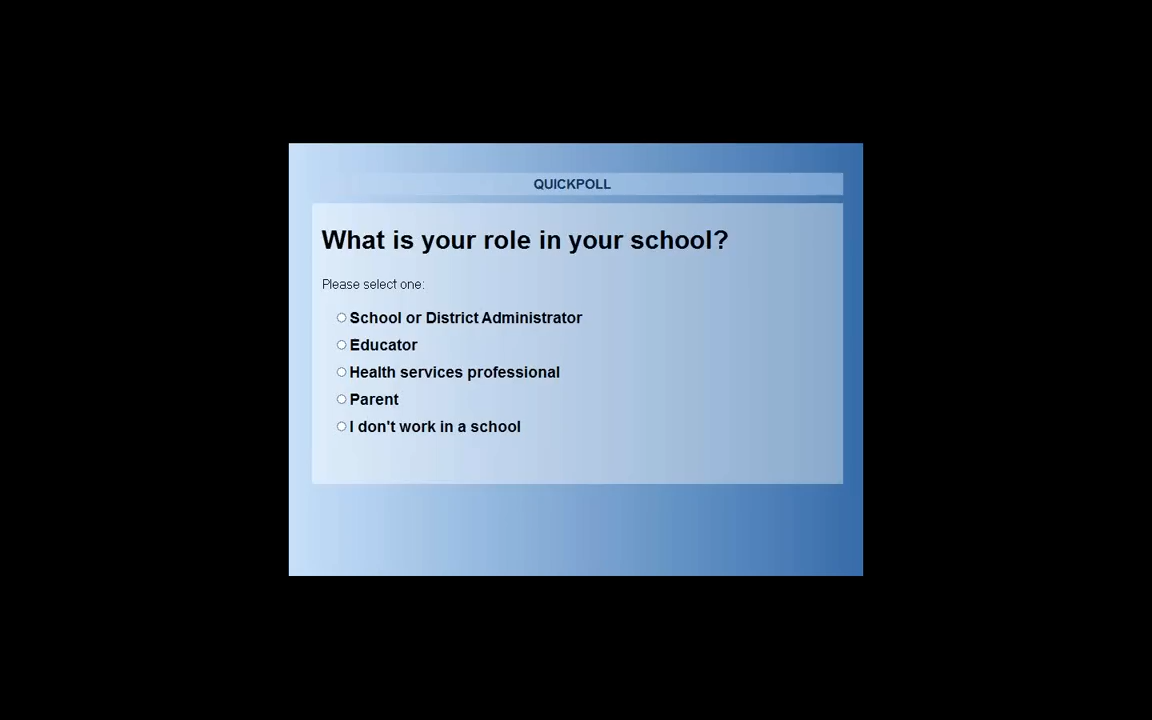 QUICKPOLL
What is your role in your school?
Please select one:
School or District Administrator
Educator
Health services professional
Parent
I don't work in a school